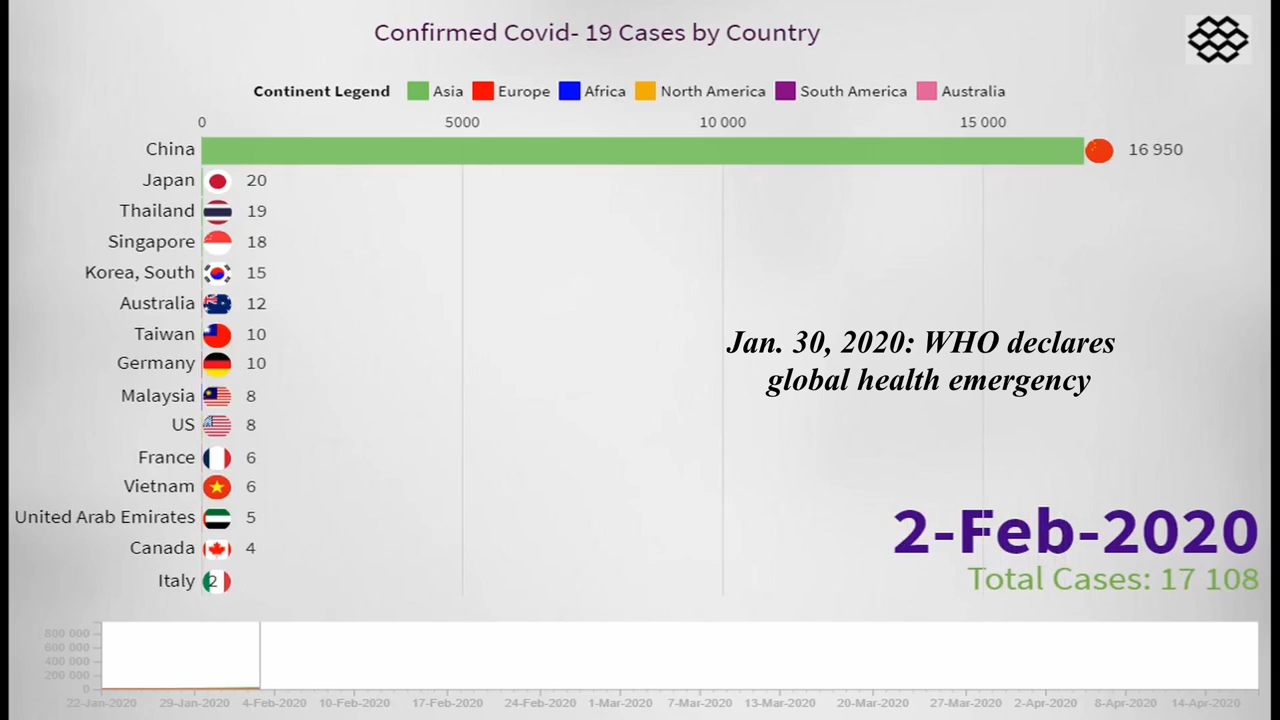 Confirmed Covid- 19 Cases by Country
Continent Legend Asia Europe Africa North America South America Australia
0 5000 10 000 15 000
China 16 950
Japan 20
Thailand 19
Singapore 18
Korea, South 15
Australia 12
Taiwan 10
Germany 10
Malaysia 8
US 8
France 6
Vietnam 6
United Arab Emirates 5
Canada 4
Italy 2
Jan. 30, 2020: WHO declares
global health emergency
2-Feb-2020
Total Cases: 17 108
800 000
600 000
400 000
200 000
0
22-Jan-2020 29-Jan-2020 4-Feb-2020 10-Feb-2020 17-Feb-2020 24-Feb-2020 1-Mar-2020 7-Mar-2020 13-Mar-2020 20-Mar-2020 27-Mar-2020 2-Apr-2020 8-Apr-2020 14-Apr-2020